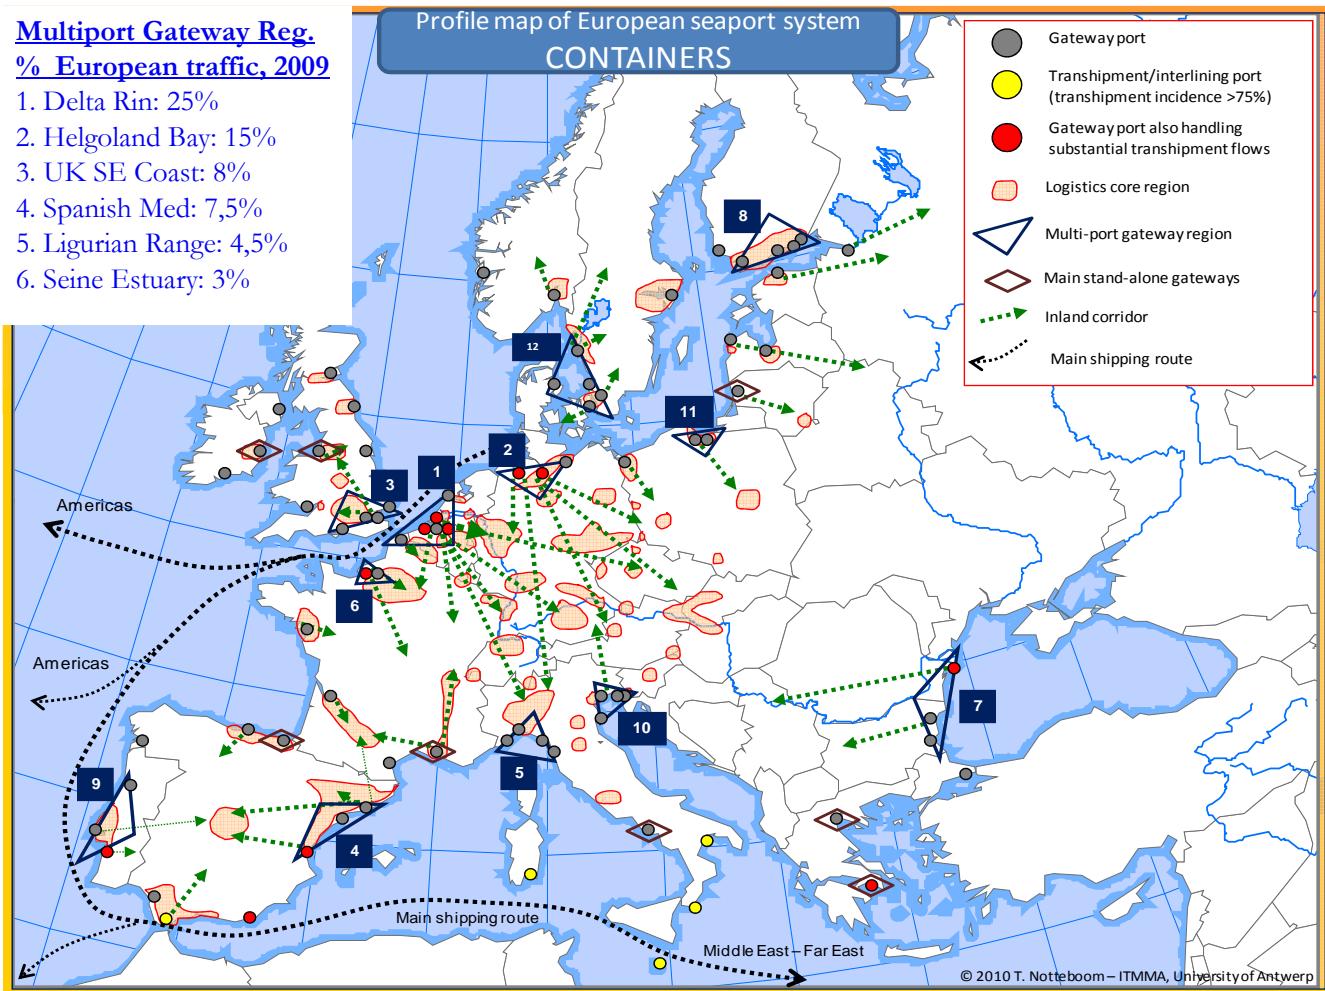 Multiport Gateway Reg.
% European traffic, 2009
1. Delta Rin: 25%
2. Helgoland Bay: 15%
3. UK SE Coast: 8%
4. Spanish Med: 7,5%
5. Ligurian Range: 4,5%
6. Seine Estuary: 3%
Profile map of European seaport system
CONTAINERS
Gateway port
Transhipment/interlining port
(transhipment incidence >75%)
Gateway port also handling
substantial transhipment flows
Logistics core region
Multi-port gateway region
Main stand-alone gateways
Inland corridor
Main shipping route
8
12
11
2
1
3
Americas
6
Americas
7
10
5
9
4
Main shipping route
Middle East – Far East
© 2010 T. Notteboom – ITMMA, University of Antwerp